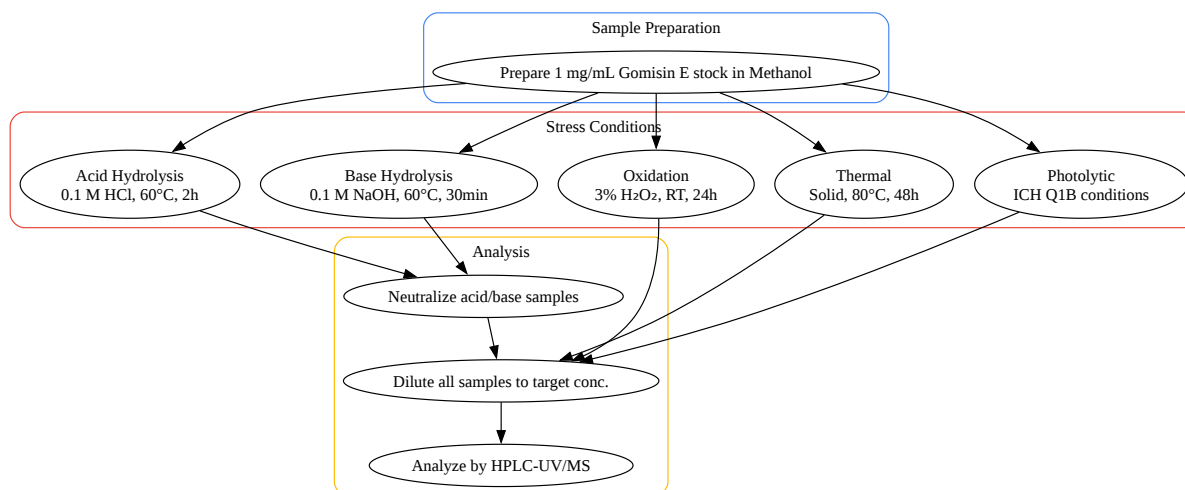 Sample Preparation
Prepare 1 mg/mL Gomisin E stock in Methanol
Stress Conditions
Acid Hydrolysis
0.1 M HCl, 60°C, 2h
Base Hydrolysis
0.1 M NaOH, 60°C, 30min
Oxidation
3% H₂O₂, RT, 24h
Thermal
Solid, 80°C, 48h
Photolytic
ICH Q1B conditions
Analysis
Neutralize acid/base samples
Dilute all samples to target conc.
Analyze by HPLC-UV/MS